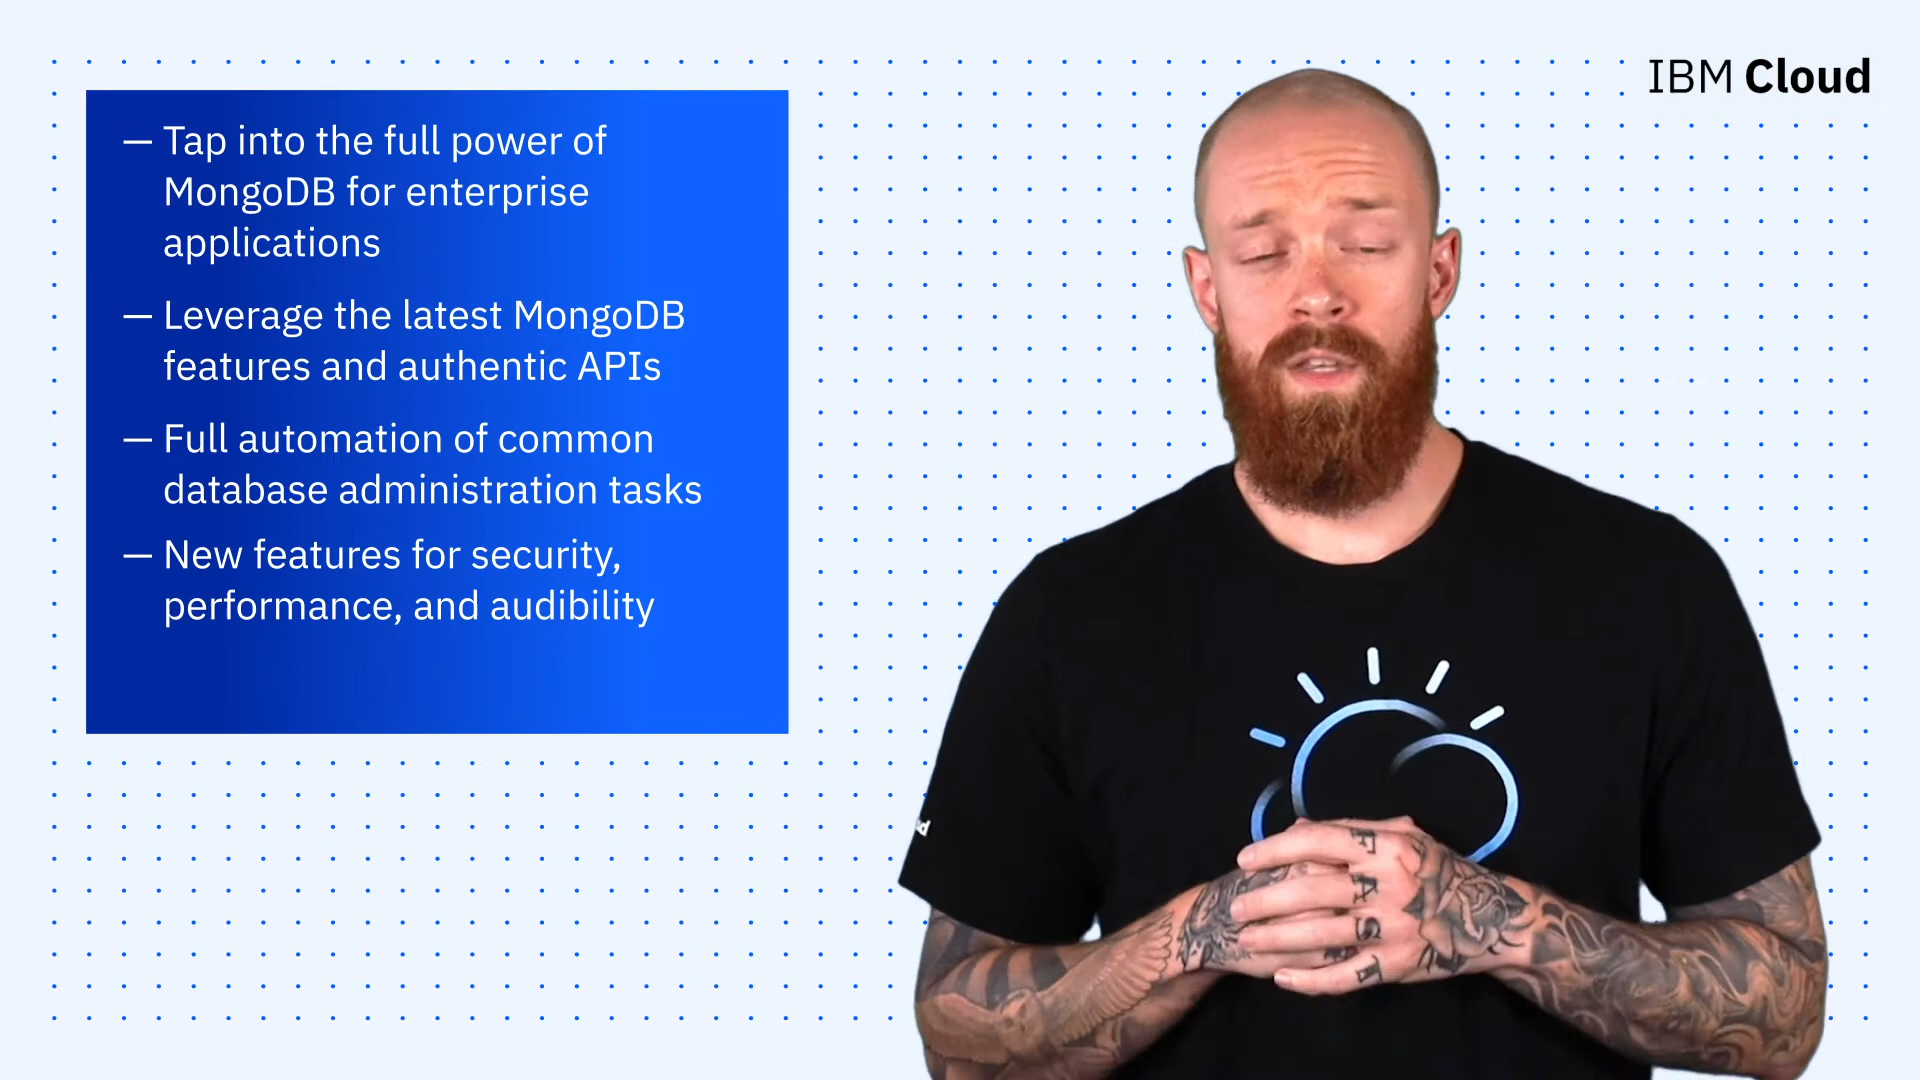 IBM Cloud
— Tap into the full power of
MongoDB for enterprise
applications
— Leverage the latest MongoDB
features and authentic APIs
— Full automation of common
database administration tasks
— New features for security,
performance, and audibility
FAST